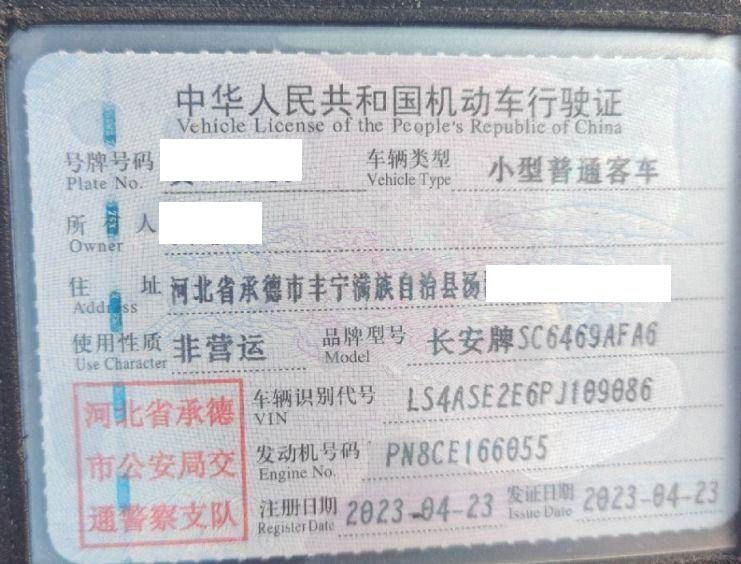 中华人民共和国机动车行驶证
Vehicle License of the People's Republic of China
号牌号码 车辆类型 小型普通客车
Plate No. Vehicle Type
所 人
Owner
住 址 河北省承德市丰宁满族自治县汤
Address
使用性质 非营运 品牌型号 长安牌SC6469AFA6
Use Character Model
车辆识别代号 LS4ASE2E6PJ109086
VIN
发动机号码 PN8CE166055
Engine No.
注册日期 2023-04-23 发证日期 2023-04-23
Register Date Issue Date
河北省承德
市公安局交
通警察支队